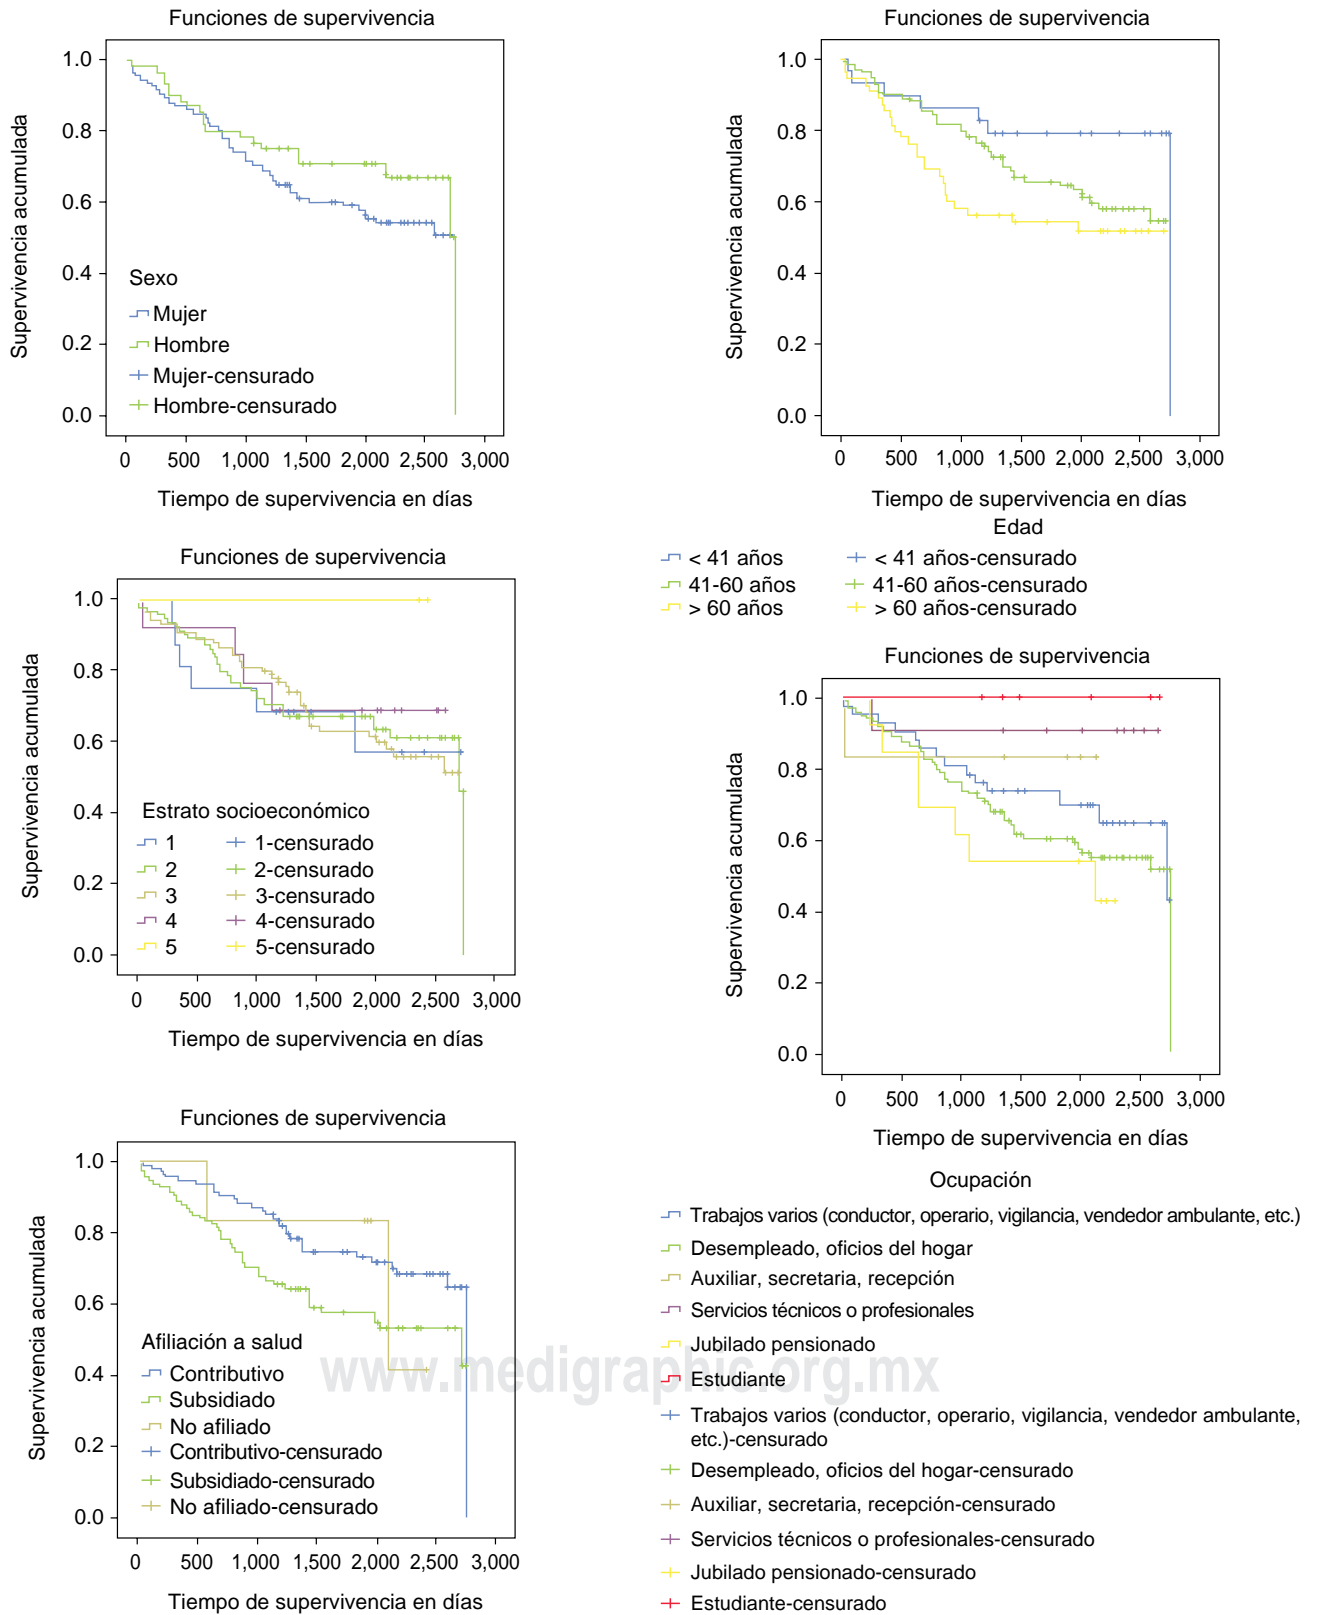 Funciones de supervivencia
Supervivencia acumulada
1.0
0.8
0.6
0.4
0.2
0.0
Sexo
Mujer
Hombre
Mujer-censurado
Hombre-censurado
0 500 1,000 1,500 2,000 2,500 3,000
Tiempo de supervivencia en días
Funciones de supervivencia
Supervivencia acumulada
1.0
0.8
0.6
0.4
0.2
0.0
0 500 1,000 1,500 2,000 2,500 3,000
Tiempo de supervivencia en días
Edad
< 41 años
41-60 años
> 60 años
< 41 años-censurado
41-60 años-censurado
> 60 años-censurado
Funciones de supervivencia
Supervivencia acumulada
1.0
0.8
0.6
0.4
0.2
0.0
Estrato socioeconómico
1 1-censurado
2 2-censurado
3 3-censurado
4 4-censurado
5 5-censurado
0 500 1,000 1,500 2,000 2,500 3,000
Tiempo de supervivencia en días
Funciones de supervivencia
Supervivencia acumulada
1.0
0.8
0.6
0.4
0.2
0.0
0 500 1,000 1,500 2,000 2,500 3,000
Tiempo de supervivencia en días
Ocupación
Trabajos varios (conductor, operario, vigilancia, vendedor ambulante, etc.)
Desempleado, oficios del hogar
Auxiliar, secretaria, recepción
Servicios técnicos o profesionales
Jubilado pensionado
Estudiante
Trabajos varios (conductor, operario, vigilancia, vendedor ambulante,
etc.)-censurado
Desempleado, oficios del hogar-censurado
Auxiliar, secretaria, recepción-censurado
Servicios técnicos o profesionales-censurado
Jubilado pensionado-censurado
Estudiante-censurado
Funciones de supervivencia
Supervivencia acumulada
1.0
0.8
0.6
0.4
0.2
0.0
Afiliación a salud
Contributivo
Subsidiado
No afiliado
Contributivo-censurado
Subsidiado-censurado
No afiliado-censurado
0 500 1,000 1,500 2,000 2,500 3,000
Tiempo de supervivencia en días
www.medigraphic.org.mx